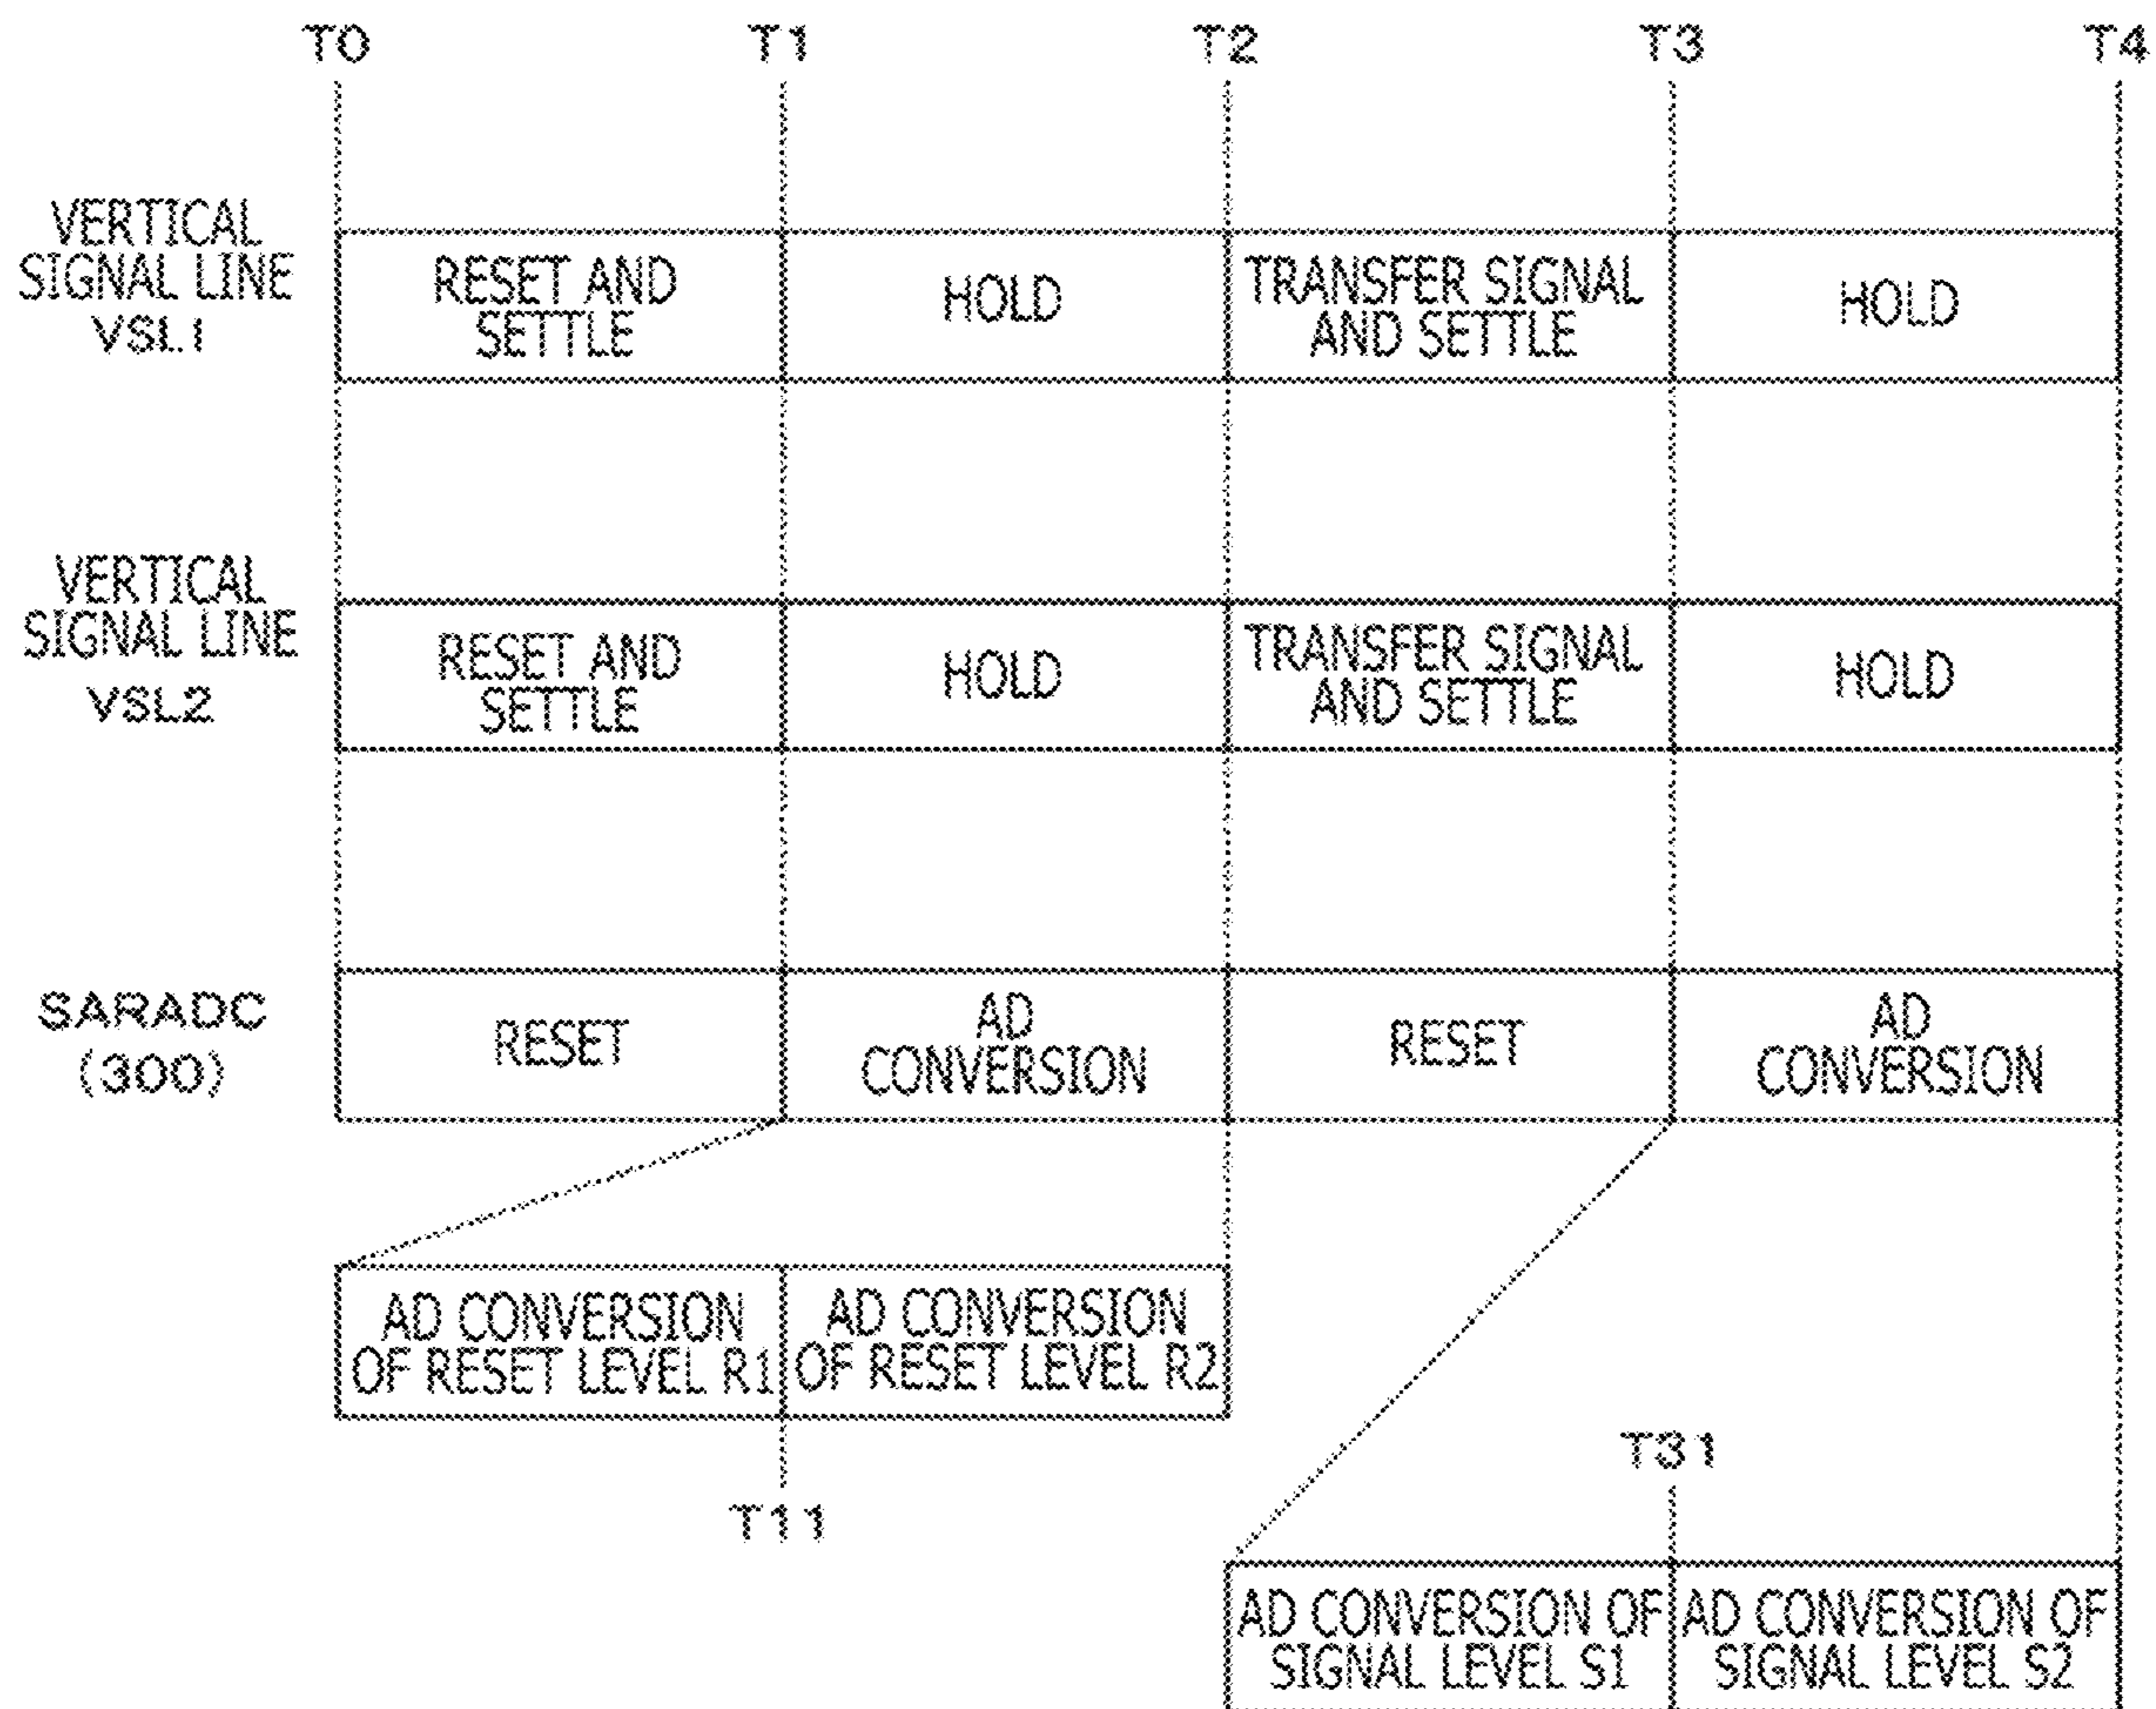 T0 T1 T2 T3 T4
VERTICAL
SIGNAL LINE
VSL1
RESET AND
SETTLE
HOLD
TRANSFER SIGNAL
AND SETTLE
HOLD
VERTICAL
SIGNAL LINE
VSL2
RESET AND
SETTLE
HOLD
TRANSFER SIGNAL
AND SETTLE
HOLD
SARADC
(300)
RESET
AD
CONVERSION
RESET
AD
CONVERSION
AD CONVERSION
OF RESET LEVEL R1
AD CONVERSION
OF RESET LEVEL R2
T11
T31
AD CONVERSION OF
SIGNAL LEVEL S1
AD CONVERSION OF
SIGNAL LEVEL S2